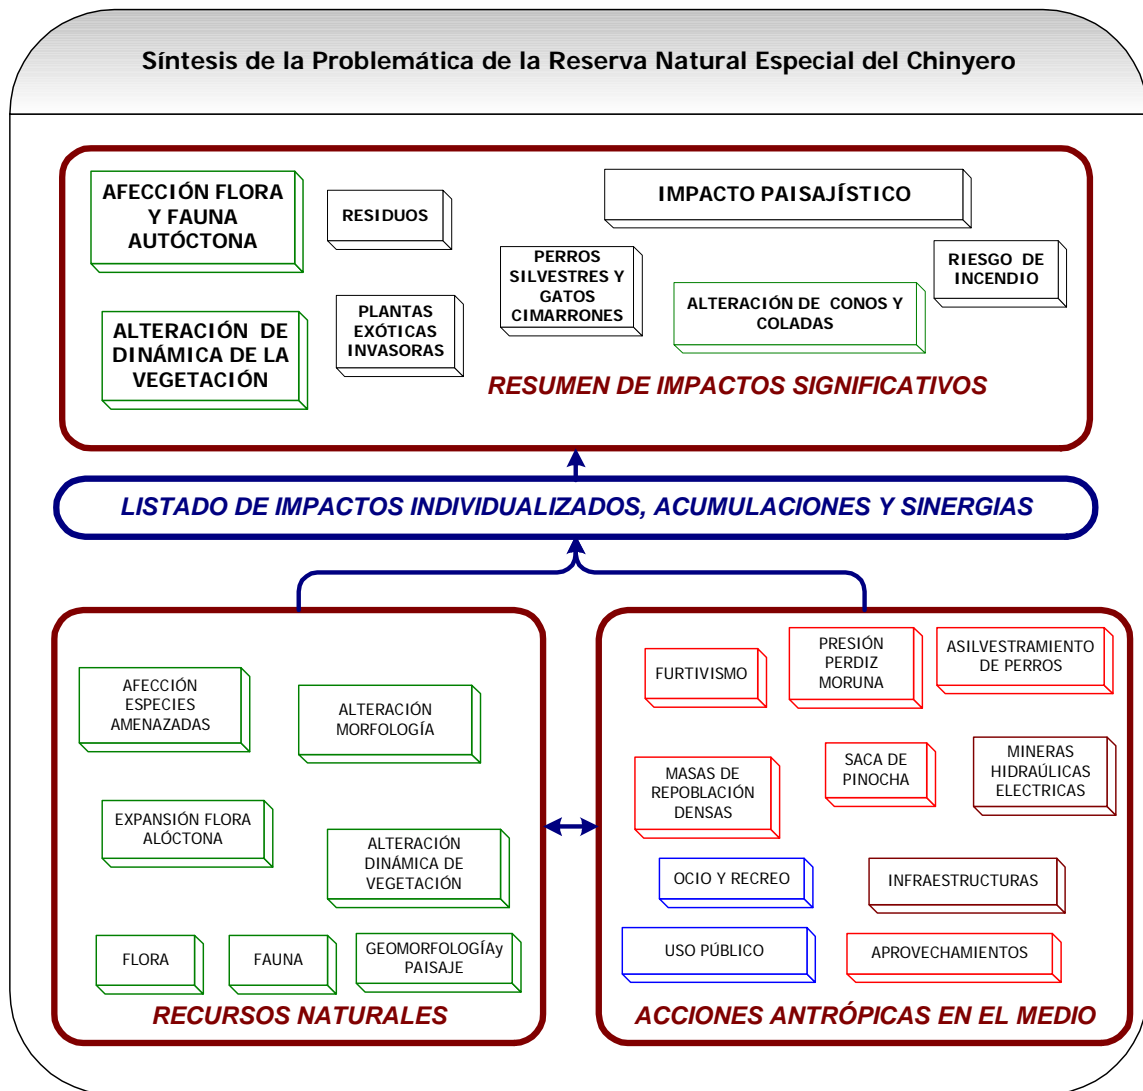 Síntesis de la Problemática de la Reserva Natural Especial del Chinyero
AFECCIÓN FLORA
Y FAUNA
AUTÓCTONA
RESIDUOS
IMPACTO PAISAJÍSTICO
PERROS
SILVESTRES Y
GATOS
CIMARRONES
RIESGO DE
INCENDIO
ALTERACIÓN DE
DINÁMICA DE LA
VEGETACIÓN
PLANTAS
EXÓTICAS
INVASORAS
ALTERACIÓN DE CONOS Y
COLADAS
RESUMEN DE IMPACTOS SIGNIFICATIVOS
LISTADO DE IMPACTOS INDIVIDUALIZADOS, ACUMULACIONES Y SINERGIAS
AFECCIÓN
ESPECIES
AMENAZADAS
ALTERACIÓN
MORFOLOGÍA
EXPANSIÓN FLORA
ALÓCTONA
ALTERACIÓN
DINÁMICA DE
VEGETACIÓN
FLORA
FAUNA
GEOMORFOLOGÍAy
PAISAJE
RECURSOS NATURALES
FURTIVISMO
PRESIÓN
PERDIZ
MORUNA
ASILVESTRAMIENTO
DE PERROS
MASAS DE
REPOBLACIÓN
DENSAS
SACA DE
PINOCHA
MINERAS
HIDRAÚLICAS
ELECTRICAS
OCIO Y RECREO
INFRAESTRUCTURAS
USO PÚBLICO
APROVECHAMIENTOS
ACCIONES ANTRÓPICAS EN EL MEDIO